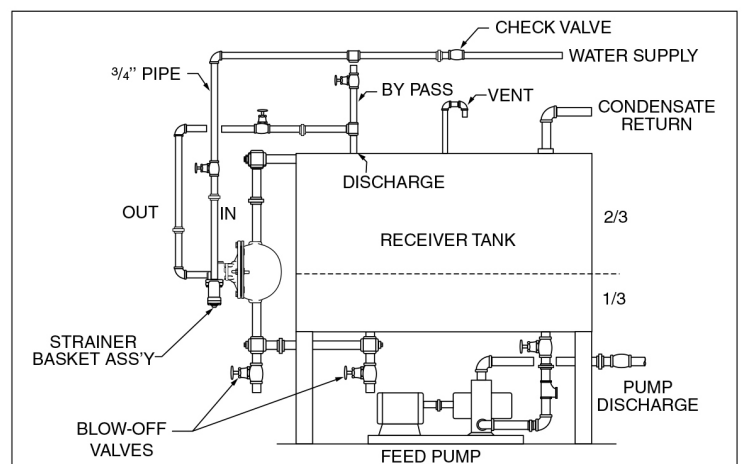 CHECK VALVE
WATER SUPPLY
3/4" PIPE
BY PASS
VENT
CONDENSATE
RETURN
DISCHARGE
OUT
IN
2/3
RECEIVER TANK
1/3
STRAINER
BASKET ASS'Y
PUMP
DISCHARGE
BLOW-OFF
VALVES
FEED PUMP